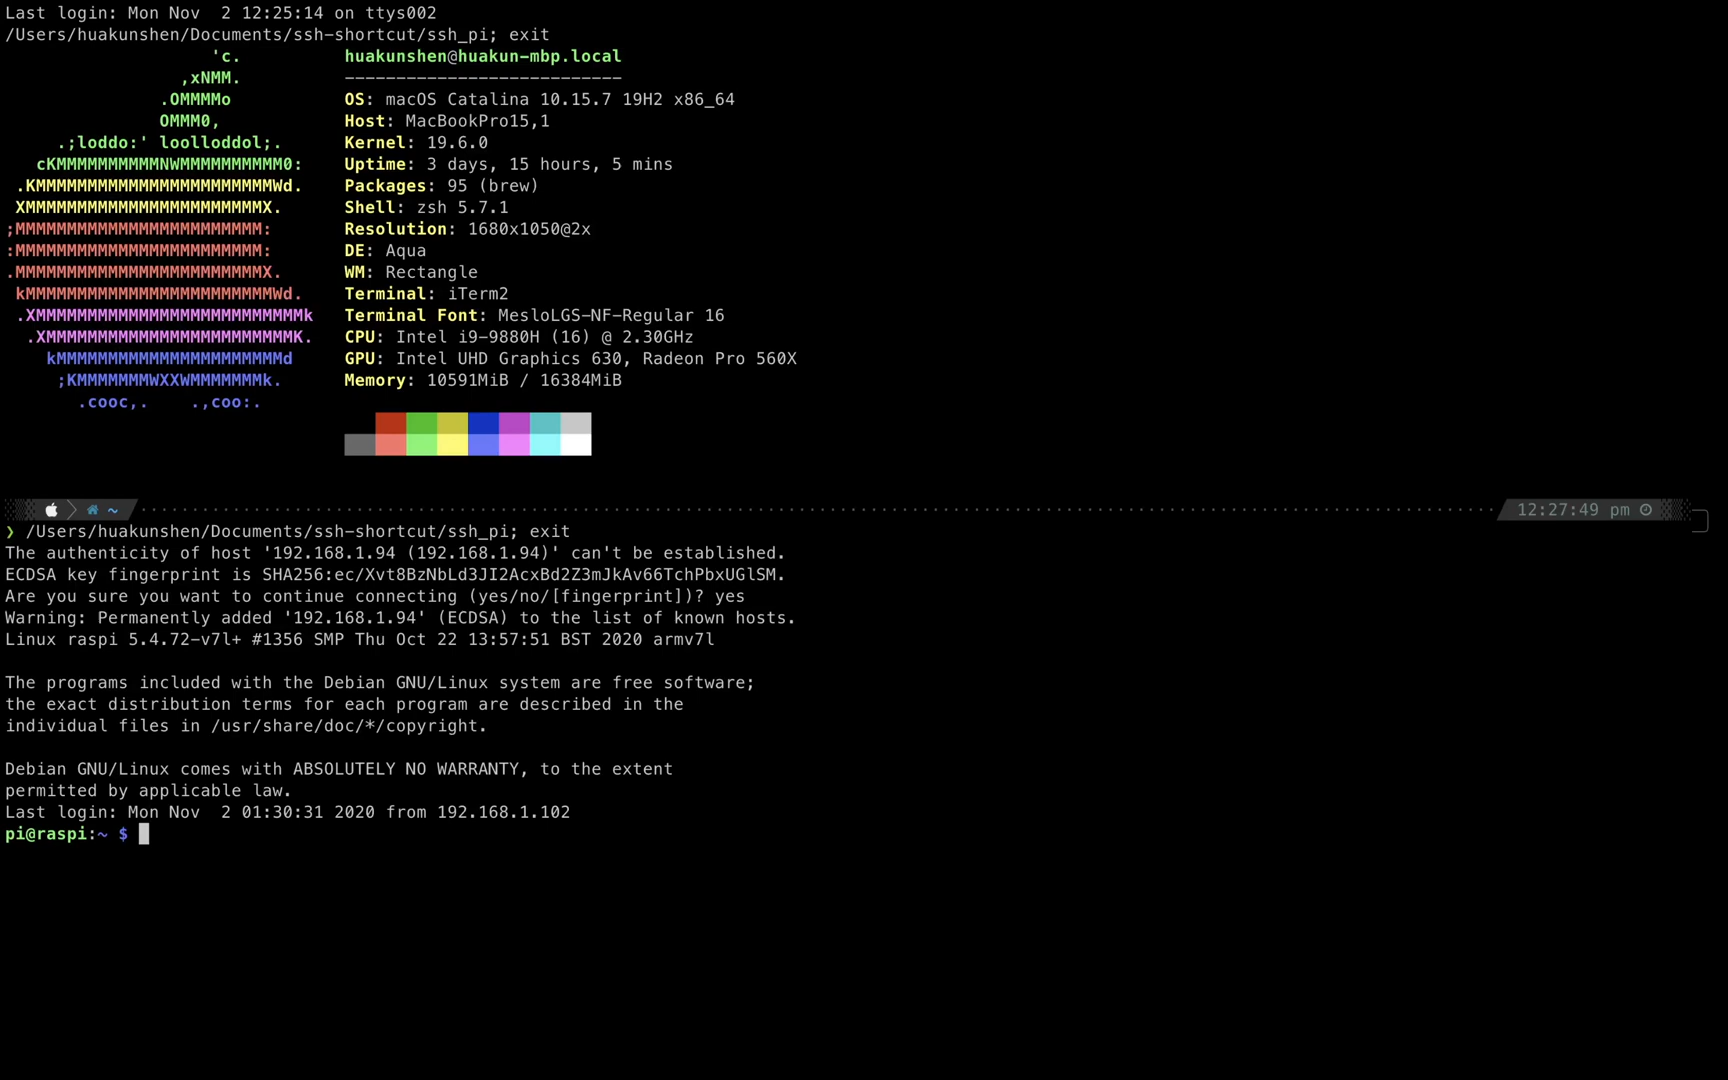 Last login: Mon Nov  2 12:25:14 on ttys002
/Users/huakunshen/Documents/ssh-shortcut/ssh_pi; exit
                    'c.          huakunshen@huakun-mbp.local
                 ,xNMM.          ---------------------------
               .OMMMMo           OS: macOS Catalina 10.15.7 19H2 x86_64
               OMMM0,            Host: MacBookPro15,1
     .;loddo:' loolloddol;.      Kernel: 19.6.0
   cKMMMMMMMMMMNWMMMMMMMMMM0:    Uptime: 3 days, 15 hours, 5 mins
 .KMMMMMMMMMMMMMMMMMMMMMMMWd.    Packages: 95 (brew)
 XMMMMMMMMMMMMMMMMMMMMMMMX.      Shell: zsh 5.7.1
;MMMMMMMMMMMMMMMMMMMMMMMM:       Resolution: 1680x1050@2x
:MMMMMMMMMMMMMMMMMMMMMMMM:       DE: Aqua
.MMMMMMMMMMMMMMMMMMMMMMMMX.      WM: Rectangle
 kMMMMMMMMMMMMMMMMMMMMMMMMWd.    Terminal: iTerm2
 .XMMMMMMMMMMMMMMMMMMMMMMMMMMk   Terminal Font: MesloLGS-NF-Regular 16
  .XMMMMMMMMMMMMMMMMMMMMMMMMK.   CPU: Intel i9-9880H (16) @ 2.30GHz
    kMMMMMMMMMMMMMMMMMMMMMMd     GPU: Intel UHD Graphics 630, Radeon Pro 560X
     ;KMMMMMMMWXXWMMMMMMMk.      Memory: 10591MiB / 16384MiB
       .cooc,.    .,coo:.
~ 12:27:49 pm
❯ /Users/huakunshen/Documents/ssh-shortcut/ssh_pi; exit
The authenticity of host '192.168.1.94 (192.168.1.94)' can't be established.
ECDSA key fingerprint is SHA256:ec/Xvt8BzNbLd3JI2AcxBd2Z3mJkAv66TchPbxUGlSM.
Are you sure you want to continue connecting (yes/no/[fingerprint])? yes
Warning: Permanently added '192.168.1.94' (ECDSA) to the list of known hosts.
Linux raspi 5.4.72-v7l+ #1356 SMP Thu Oct 22 13:57:51 BST 2020 armv7l
The programs included with the Debian GNU/Linux system are free software;
the exact distribution terms for each program are described in the
individual files in /usr/share/doc/*/copyright.
Debian GNU/Linux comes with ABSOLUTELY NO WARRANTY, to the extent
permitted by applicable law.
Last login: Mon Nov  2 01:30:31 2020 from 192.168.1.102
pi@raspi:~ $